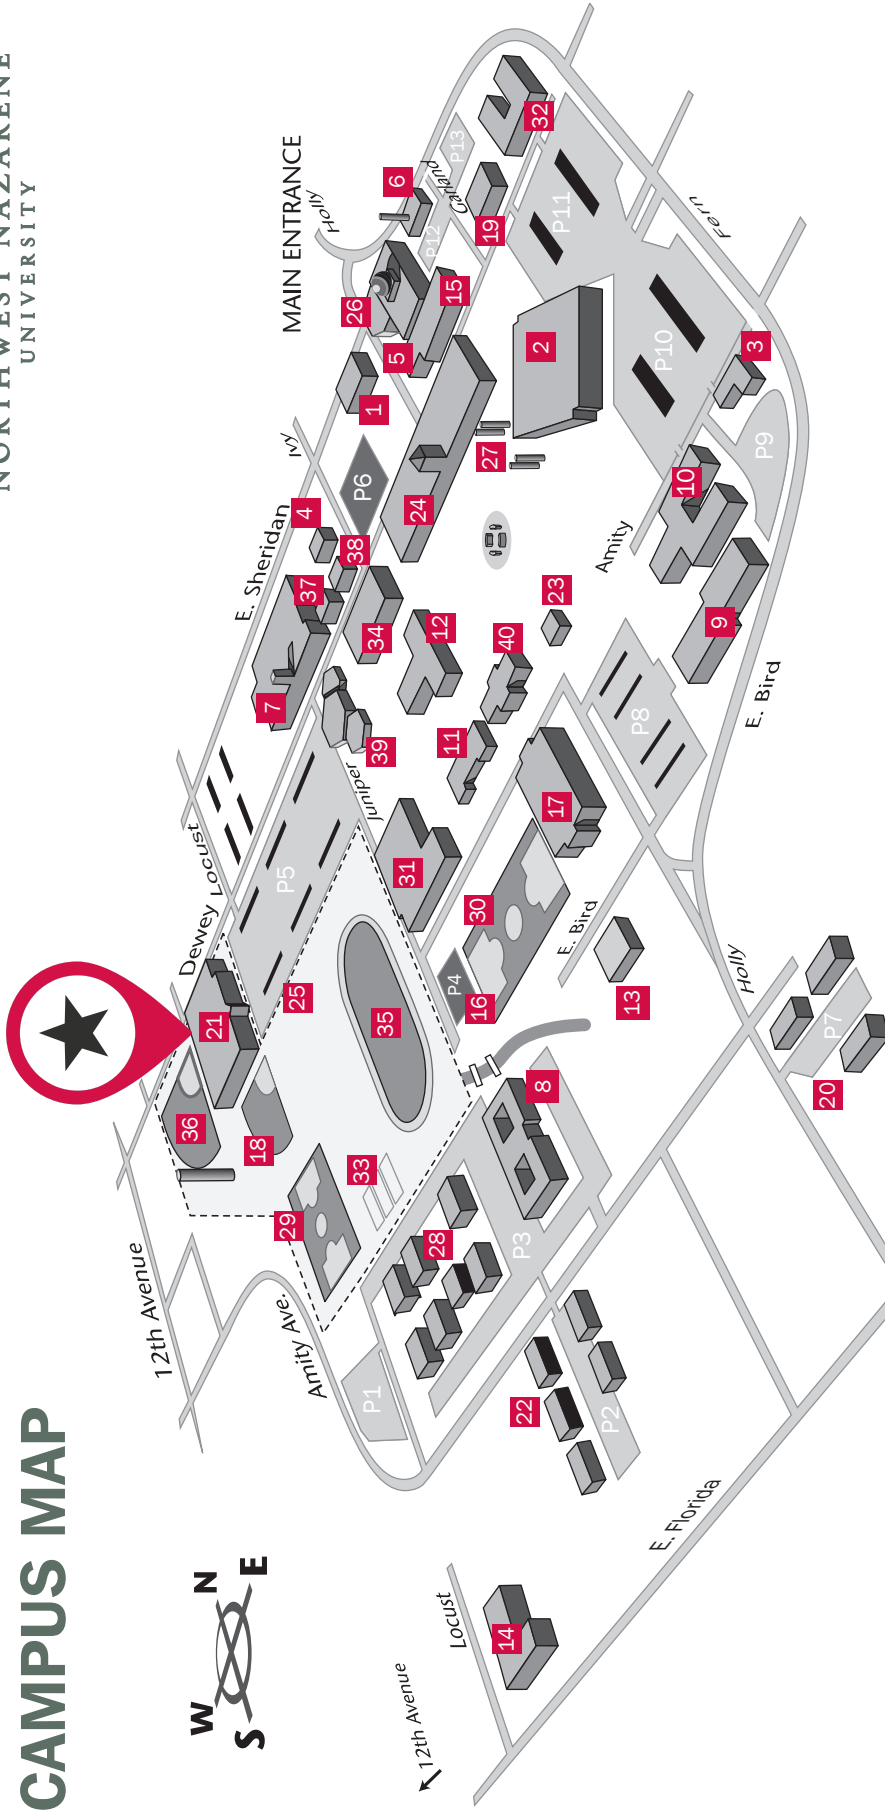 CAMPUS MAP
NORTHWEST NAZARENE
UNIVERSITY
W
N
S
E
12th Avenue
Dewey
Locust
E. Sheridan
Ivy
MAIN ENTRANCE
Holly
Garland
Fern
Amity
E. Bird
Juniper
E. Bird
Holly
Amity Ave.
E. Florida
Locust
12th Avenue
36
21
18
29
33
25
35
P5
7
37
4
38
34
39
P6
1
26
5
15
6
P12
P13
19
32
P11
2
P10
3
P9
10
9
27
24
12
40
23
11
31
17
P8
30
16
P4
13
8
28
P3
P1
22
P2
20
P7
14